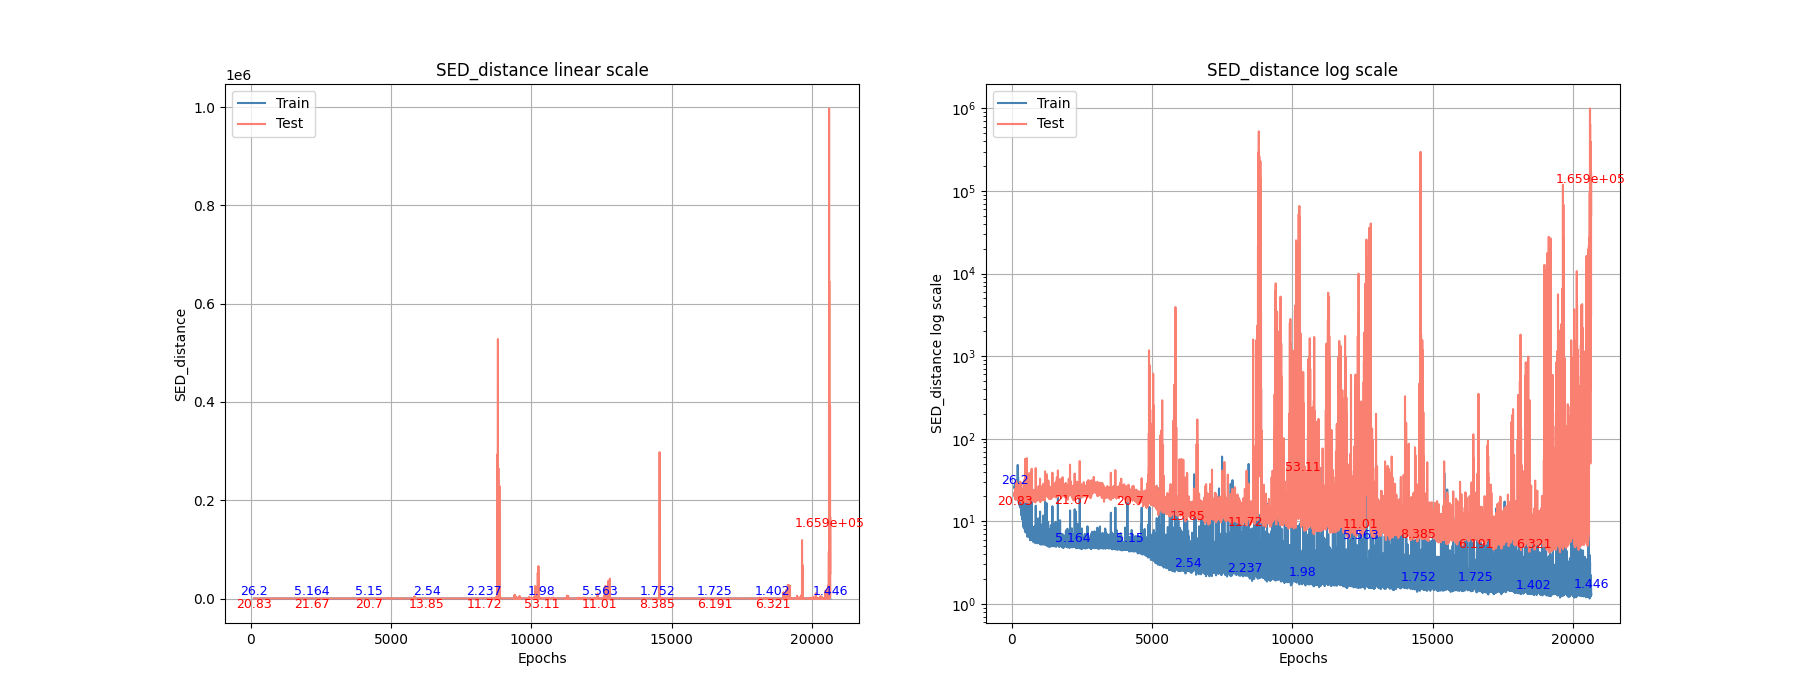 SED_distance linear scale
1e6
Train
Test
SED_distance
1.0
0.8
0.6
0.4
0.2
0.0
1.659e+05
26.2 5.164 5.15 2.54 2.237 1.98 5.563 1.752 1.725 1.402 1.446
20.83 21.67 20.7 13.85 11.72 53.11 11.01 8.385 6.191 6.321
0 5000 10000 15000 20000
Epochs
SED_distance log scale
Train
Test
SED_distance log scale
10⁶
10⁵
10⁴
10³
10²
10¹
10⁰
1.659e+05
53.11
26.2
20.83 21.67 20.7
13.85 11.72 11.01 8.385 6.191 6.321
5.164 5.15 5.563
2.54 2.237 1.98 1.752 1.725 1.402 1.446
0 5000 10000 15000 20000
Epochs